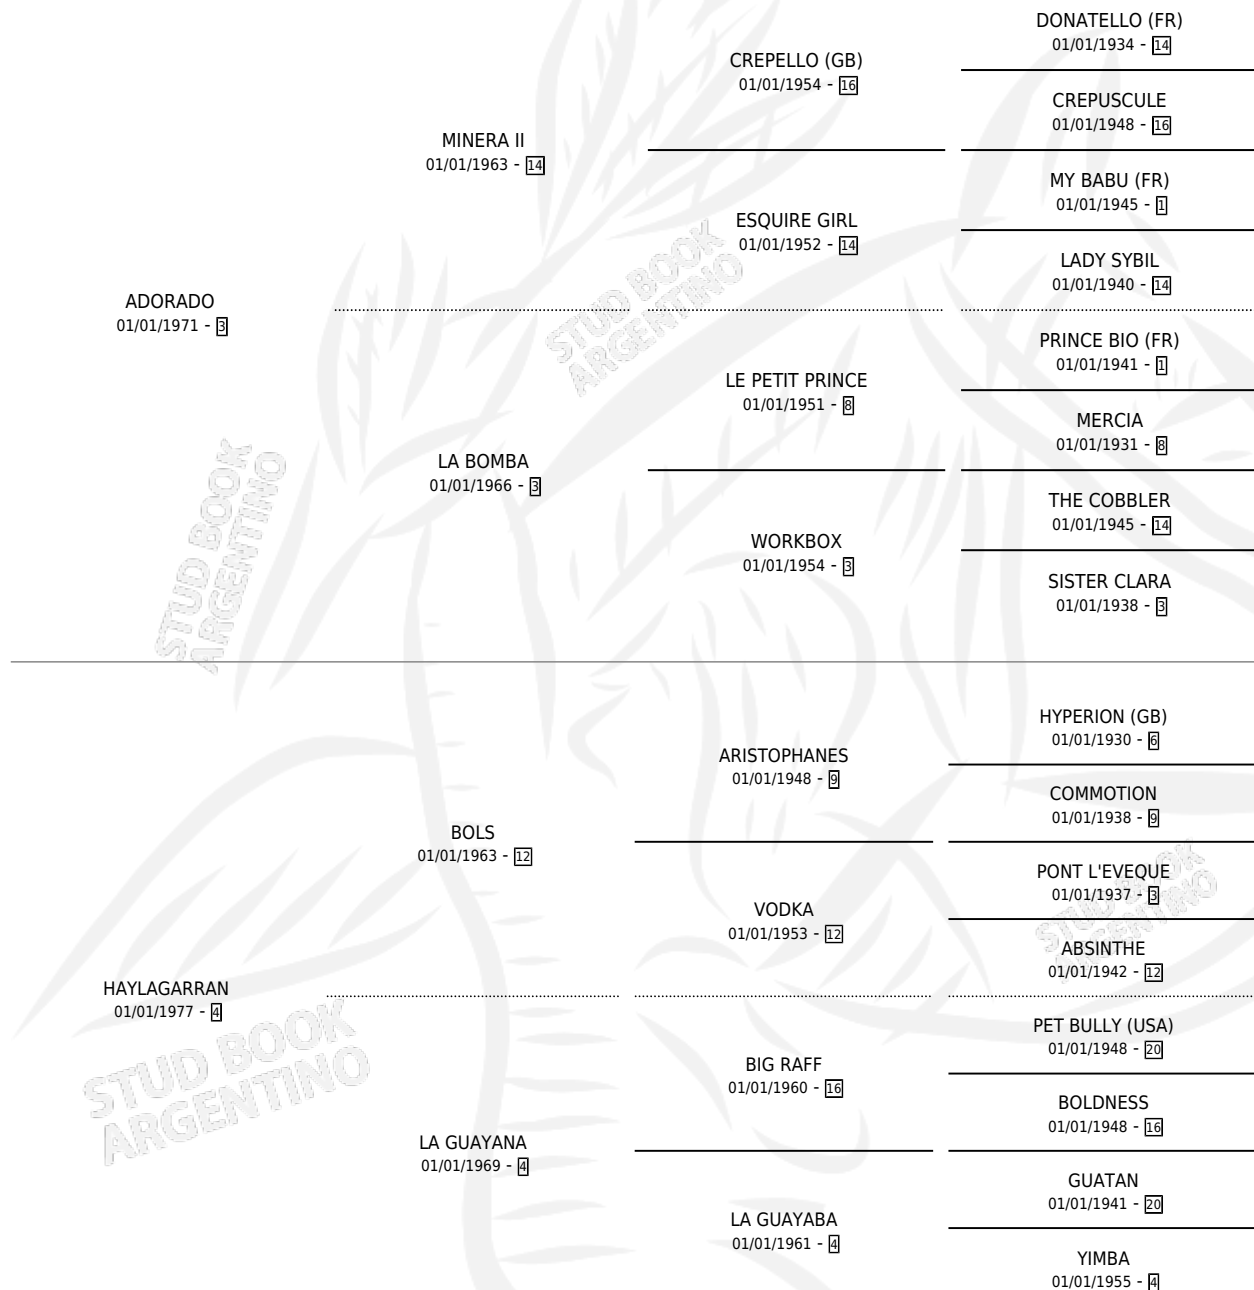 DONATELLO (FR)
01/01/1934 - 14
CREPELLO (GB)
01/01/1954 - 16
CREPUSCULE
01/01/1948 - 16
MINERA II
01/01/1963 - 14
MY BABU (FR)
01/01/1945 - 1
ESQUIRE GIRL
01/01/1952 - 14
LADY SYBIL
01/01/1940 - 14
ADORADO
01/01/1971 - 3
STUD BOOK
ARGENTINO
PRINCE BIO (FR)
01/01/1941 - 1
LE PETIT PRINCE
01/01/1951 - 8
MERCIA
01/01/1931 - 8
LA BOMBA
01/01/1966 - 3
THE COBBLER
01/01/1945 - 14
WORKBOX
01/01/1954 - 3
SISTER CLARA
01/01/1938 - 3
STUD BOOK
ARGENTINO
HYPERION (GB)
01/01/1930 - 6
ARISTOPHANES
01/01/1948 - 9
COMMOTION
01/01/1938 - 9
BOLS
01/01/1963 - 12
PONT L'EVEQUE
01/01/1937 - 3
VODKA
01/01/1953 - 12
STUD BOOK
ARGENTINO
ABSINTHE
01/01/1942 - 12
HAYLAGARRAN
01/01/1977 - 4
PET BULLY (USA)
01/01/1948 - 20
BIG RAFF
01/01/1960 - 16
STUD BOOK
ARGENTINO
BOLDNESS
01/01/1948 - 16
LA GUAYANA
01/01/1969 - 4
GUATAN
01/01/1941 - 20
LA GUAYABA
01/01/1961 - 4
YIMBA
01/01/1955 - 4